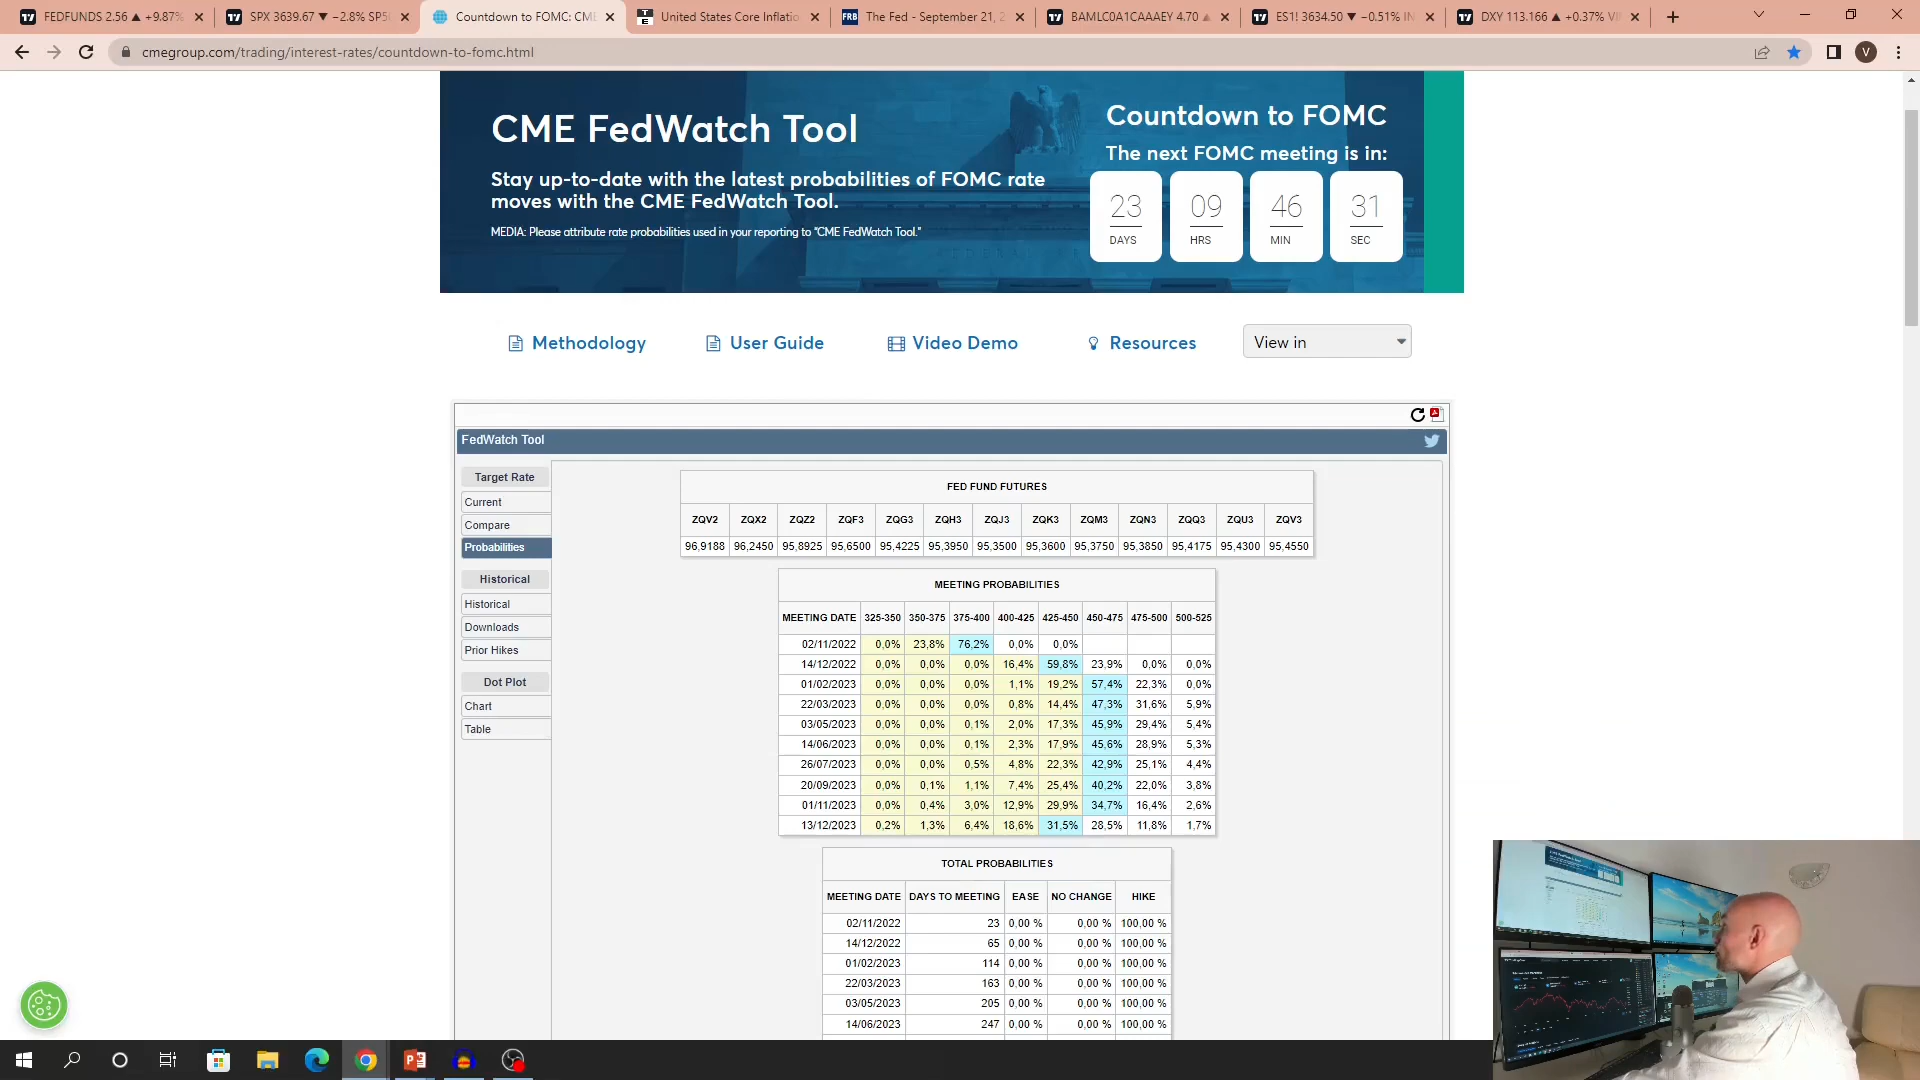 FEDFUNDS 2.56 ▲ +9.87%
SPX 3639.67 ▼ −2.8% SP5
Countdown to FOMC: CME
United States Core Inflatio
The Fed - September 21, 2
BAMLC0A1CAAAEY 4.70 ▲
ES1! 3634.50 ▼ −0.51% IN
DXY 113.166 ▲ +0.37% VI
cmegroup.com/trading/interest-rates/countdown-to-fomc.html
V
CME FedWatch Tool
Stay up-to-date with the latest probabilities of FOMC rate
moves with the CME FedWatch Tool.
MEDIA: Please attribute rate probabilities used in your reporting to “CME FedWatch Tool.”
Countdown to FOMC
The next FOMC meeting is in:
23 09 46 31
DAYS HRS MIN SEC
Methodology User Guide Video Demo Resources View in
FedWatch Tool
Target Rate
Current
Compare
Probabilities
Historical
Historical
Downloads
Prior Hikes
Dot Plot
Chart
Table
FED FUND FUTURES
ZQV2 ZQX2 ZQZ2 ZQF3 ZQG3 ZQH3 ZQJ3 ZQK3 ZQM3 ZQN3 ZQQ3 ZQU3 ZQV3
96,9188 96,2450 95,8925 95,6500 95,4225 95,3950 95,3500 95,3600 95,3750 95,3850 95,4175 95,4300 95,4550
MEETING PROBABILITIES
MEETING DATE 325-350 350-375 375-400 400-425 425-450 450-475 475-500 500-525
02/11/2022 0,0% 23,8% 76,2% 0,0% 0,0%
14/12/2022 0,0% 0,0% 0,0% 16,4% 59,8% 23,9% 0,0% 0,0%
01/02/2023 0,0% 0,0% 0,0% 1,1% 19,2% 57,4% 22,3% 0,0%
22/03/2023 0,0% 0,0% 0,0% 0,8% 14,4% 47,3% 31,6% 5,9%
03/05/2023 0,0% 0,0% 0,1% 2,0% 17,3% 45,9% 29,4% 5,4%
14/06/2023 0,0% 0,0% 0,1% 2,3% 17,9% 45,6% 28,9% 5,3%
26/07/2023 0,0% 0,0% 0,5% 4,8% 22,3% 42,9% 25,1% 4,4%
20/09/2023 0,0% 0,1% 1,1% 7,4% 25,4% 40,2% 22,0% 3,8%
01/11/2023 0,0% 0,4% 3,0% 12,9% 29,9% 34,7% 16,4% 2,6%
13/12/2023 0,2% 1,3% 6,4% 18,6% 31,5% 28,5% 11,8% 1,7%
TOTAL PROBABILITIES
MEETING DATE DAYS TO MEETING EASE NO CHANGE HIKE
02/11/2022 23 0,00 % 0,00 % 100,00 %
14/12/2022 65 0,00 % 0,00 % 100,00 %
01/02/2023 114 0,00 % 0,00 % 100,00 %
22/03/2023 163 0,00 % 0,00 % 100,00 %
03/05/2023 205 0,00 % 0,00 % 100,00 %
14/06/2023 247 0,00 % 0,00 % 100,00 %